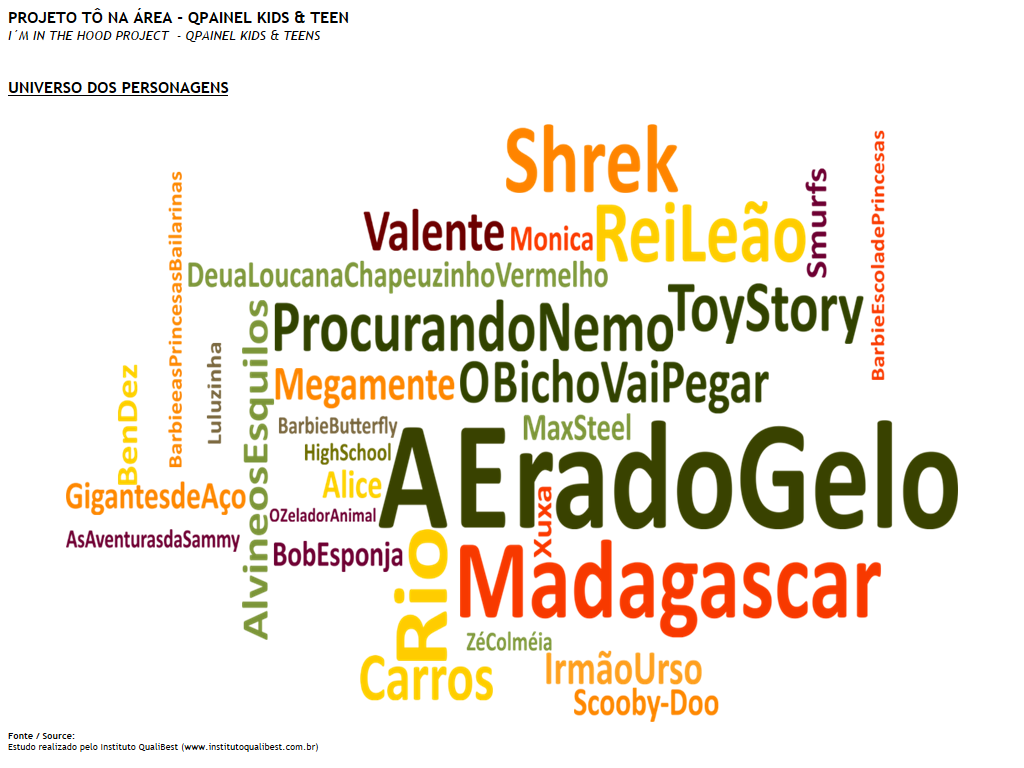 PROJETO TÔ NA ÁREA - QPAINEL KIDS & TEEN
I´M IN THE HOOD PROJECT - QPAINEL KIDS & TEENS
UNIVERSO DOS PERSONAGENS
Shrek
Valente
Monica
ReiLeão
Smurfs
BarbieEscoladePrincesas
BarbieeasPrincesasBailarinas
DeuaLoucanaChapeuzinhoVermelho
ProcurandoNemo
ToyStory
AlvineosEsquilos
Luluzinha
BenDez
Megamente
OBichoVaiPegar
BarbieButterfly
MaxSteel
HighSchool
AEradoGelo
Alice
GigantesdeAço
OZeladorAnimal
Xuxa
AsAventurasdaSammy
BobEsponja
Rio
Madagascar
ZéColméia
Carros
IrmãoUrso
Scooby-Doo
Fonte / Source:
Estudo realizado pelo Instituto QualiBest (www.institutoqualibest.com.br)